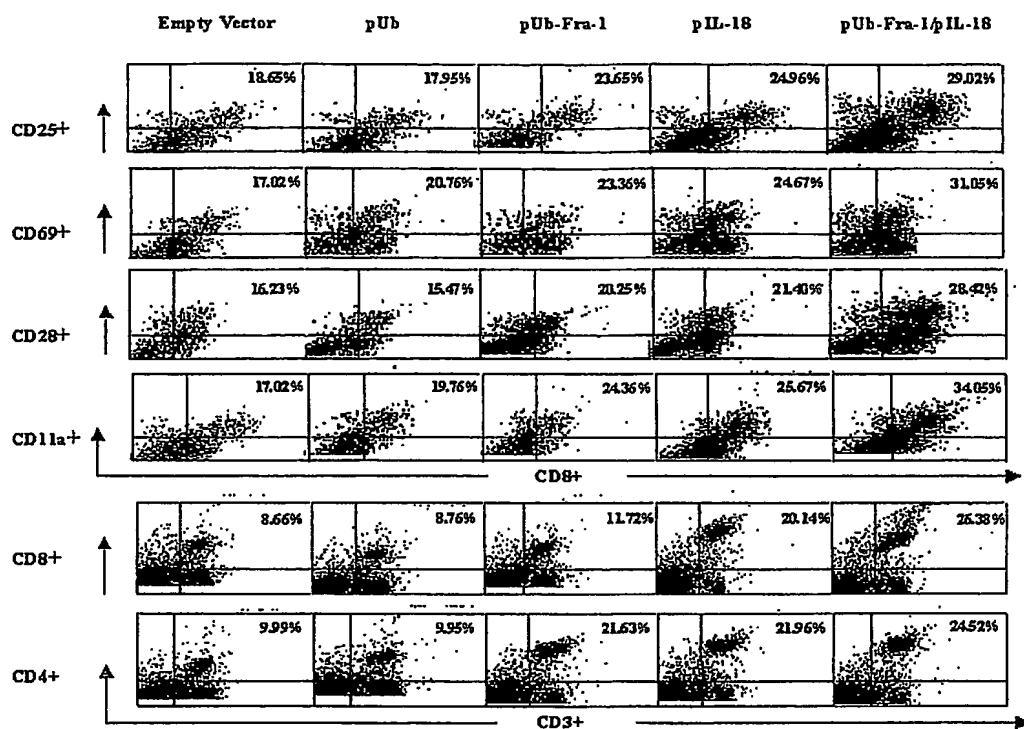 Empty Vector pUb pUb-Fra-1 pIL-18 pUb-Fra-1/pIL-18
CD25+ 18.65% 17.95% 23.55% 24.96% 29.02%
CD69+ 17.02% 20.76% 23.36% 24.67% 31.05%
CD28+ 16.23% 15.47% 20.25% 21.40% 28.42%
CD11a+ 17.02% 19.76% 24.36% 25.67% 34.05%
CD8+
CD8+ 8.66% 8.76% 11.72% 20.14% 26.38%
CD4+ 9.99% 9.95% 21.63% 21.96% 24.52%
CD3+